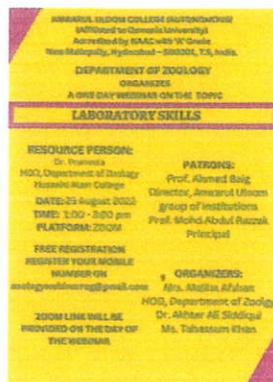 ANWARUL ULOOM COLLEGE (AUTONOMOUS)
(Affiliated to Osmania University)
Accredited by NAAC with 'A' Grade
New Mallepally, Hyderabad – 500001, T.S, India.
DEPARTMENT OF ZOOLOGY
ORGANIZES
A ONE DAY WEBINAR ON THE TOPIC
LABORATORY SKILLS
RESOURCE PERSON:
Dr. Prameela
HOD, Department of Zoology
Hussaini Alam College
DATE: 25 August 2022
TIME: 1:00 - 2:00 pm
PLATFORM: ZOOM
FREE REGISTRATION
REGISTER YOUR MOBILE
NUMBER ON
ZOOM LINK WILL BE
PROVIDED ON THE DAY OF
THE WEBINAR
PATRONS:
Prof. Ahmed Baig
Director, Anwarul Uloom
group of institutions
Prof. Mohd Abdul Razzak
Principal
ORGANIZERS:
Mrs. Maliha Afshan
HOD, Department of Zoology
Dr. Akhter Ali Siddiqui
Ms. Tabassum Khan